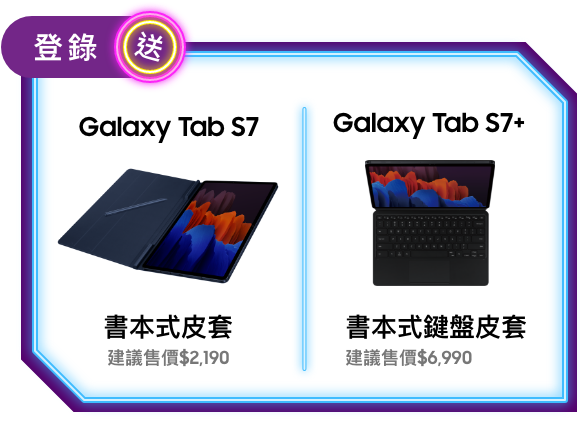 登錄 送
Galaxy Tab S7
書本式皮套
建議售價$2,190
Galaxy Tab S7+
書本式鍵盤皮套
建議售價$6,990